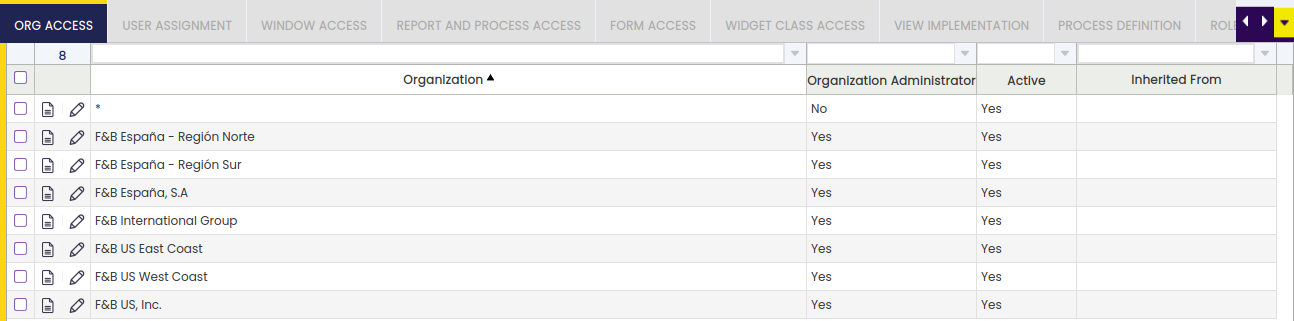 ORG ACCESS USER ASSIGNMENT WINDOW ACCESS REPORT AND PROCESS ACCESS FORM ACCESS WIDGET CLASS ACCESS VIEW IMPLEMENTATION PROCESS DEFINITION
8
Organization Organization Administrator Active Inherited From
* No Yes
F&B España - Región Norte Yes Yes
F&B España - Región Sur Yes Yes
F&B España, S.A Yes Yes
F&B International Group Yes Yes
F&B US East Coast Yes Yes
F&B US West Coast Yes Yes
F&B US, Inc. Yes Yes